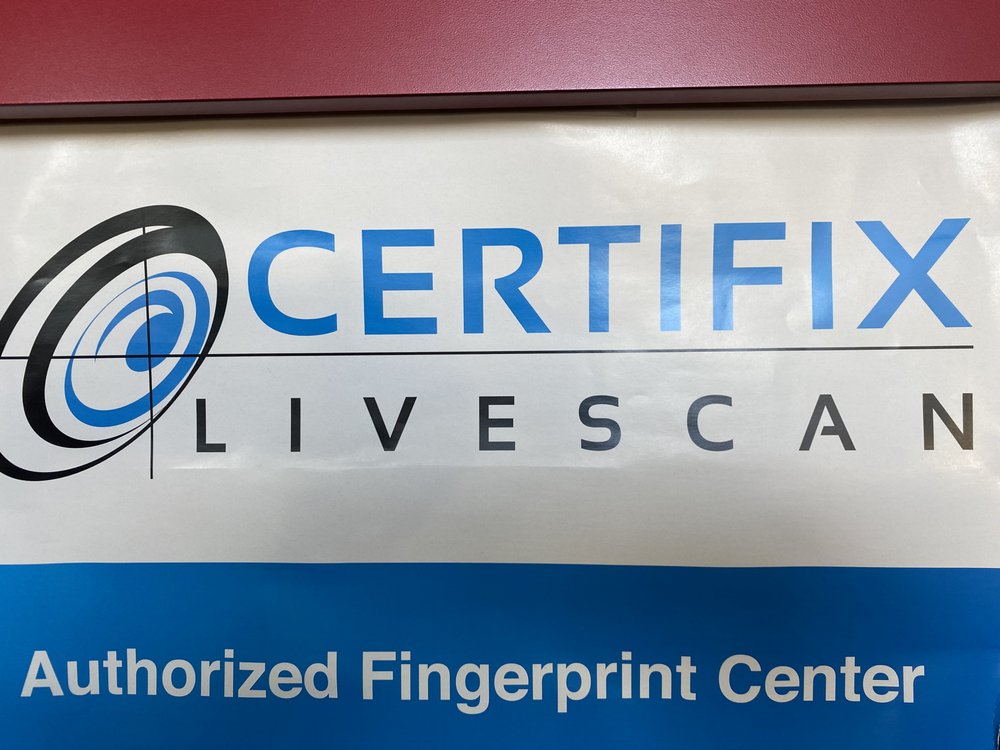 CERTIFIX
LIVESCAN
Authorized Fingerprint Center